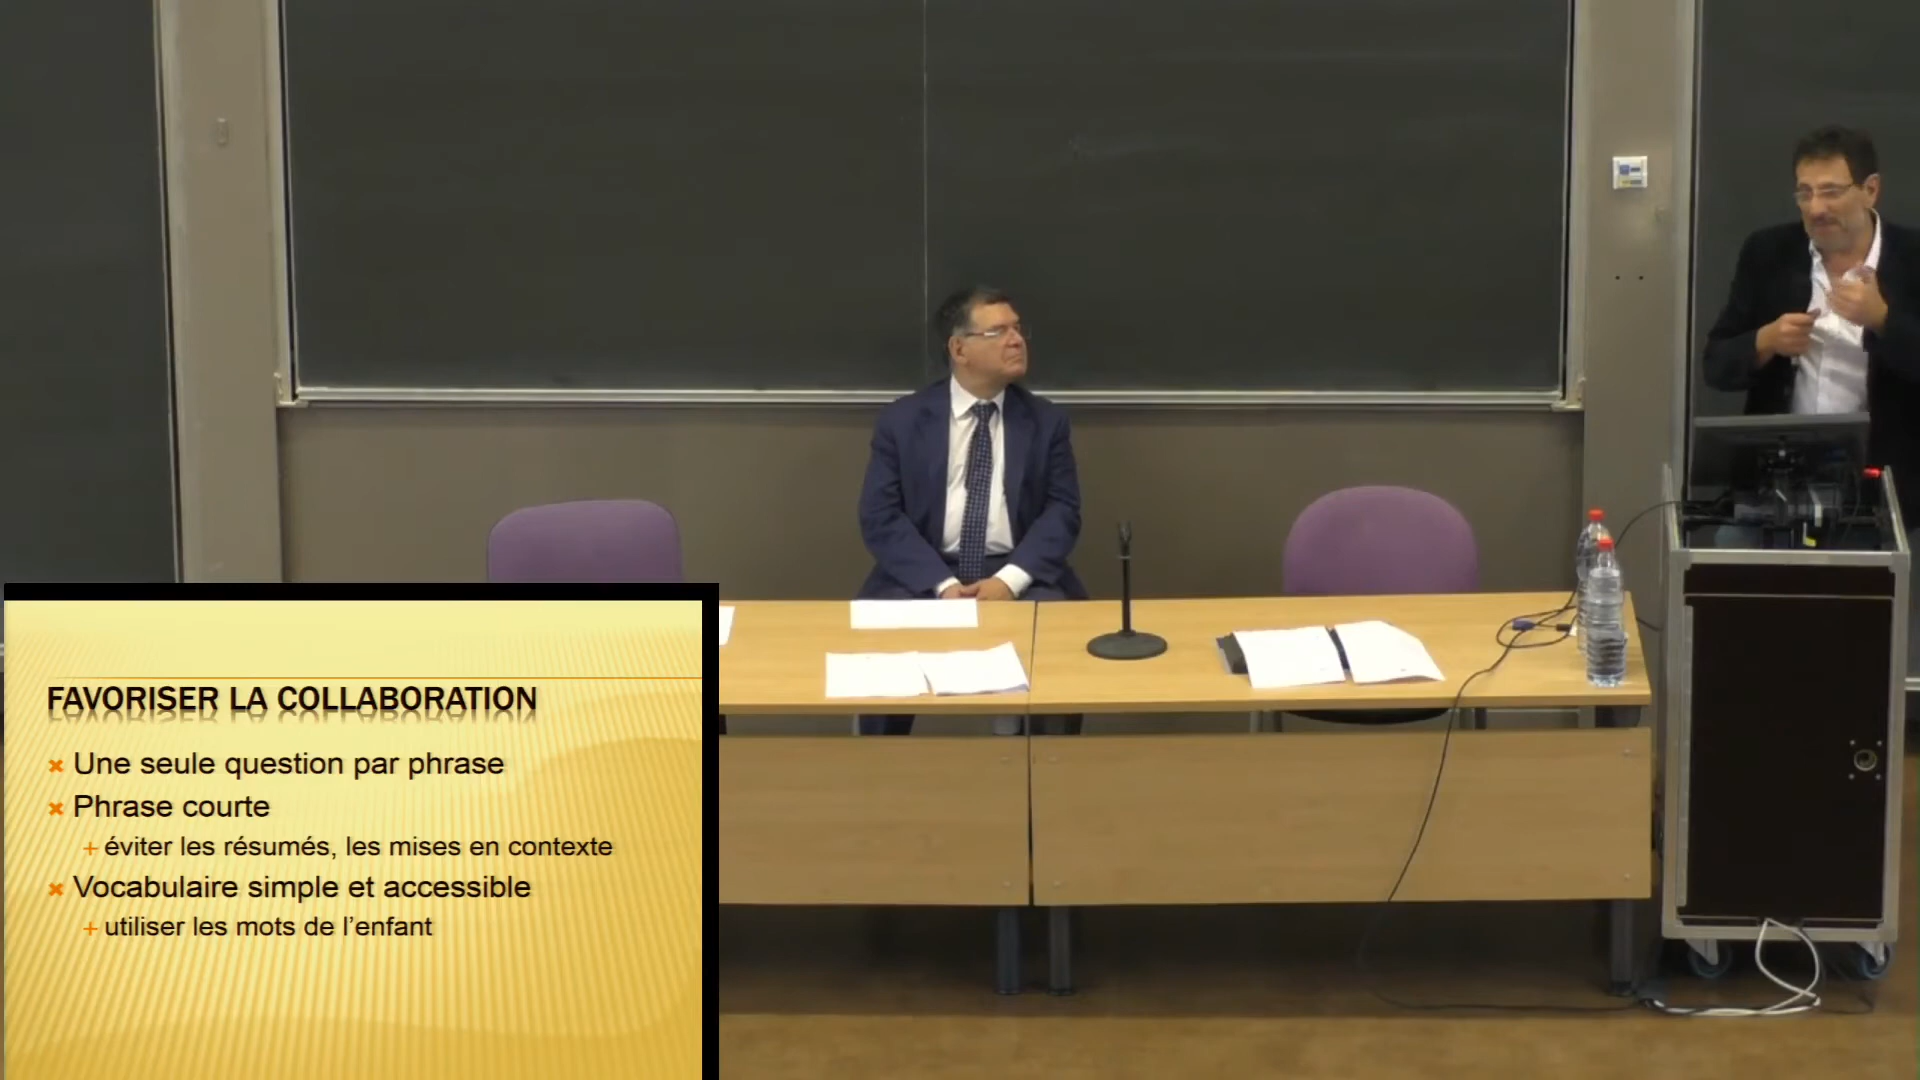 FAVORISER LA COLLABORATION
Une seule question par phrase
Phrase courte
éviter les résumés, les mises en contexte
Vocabulaire simple et accessible
utiliser les mots de l’enfant